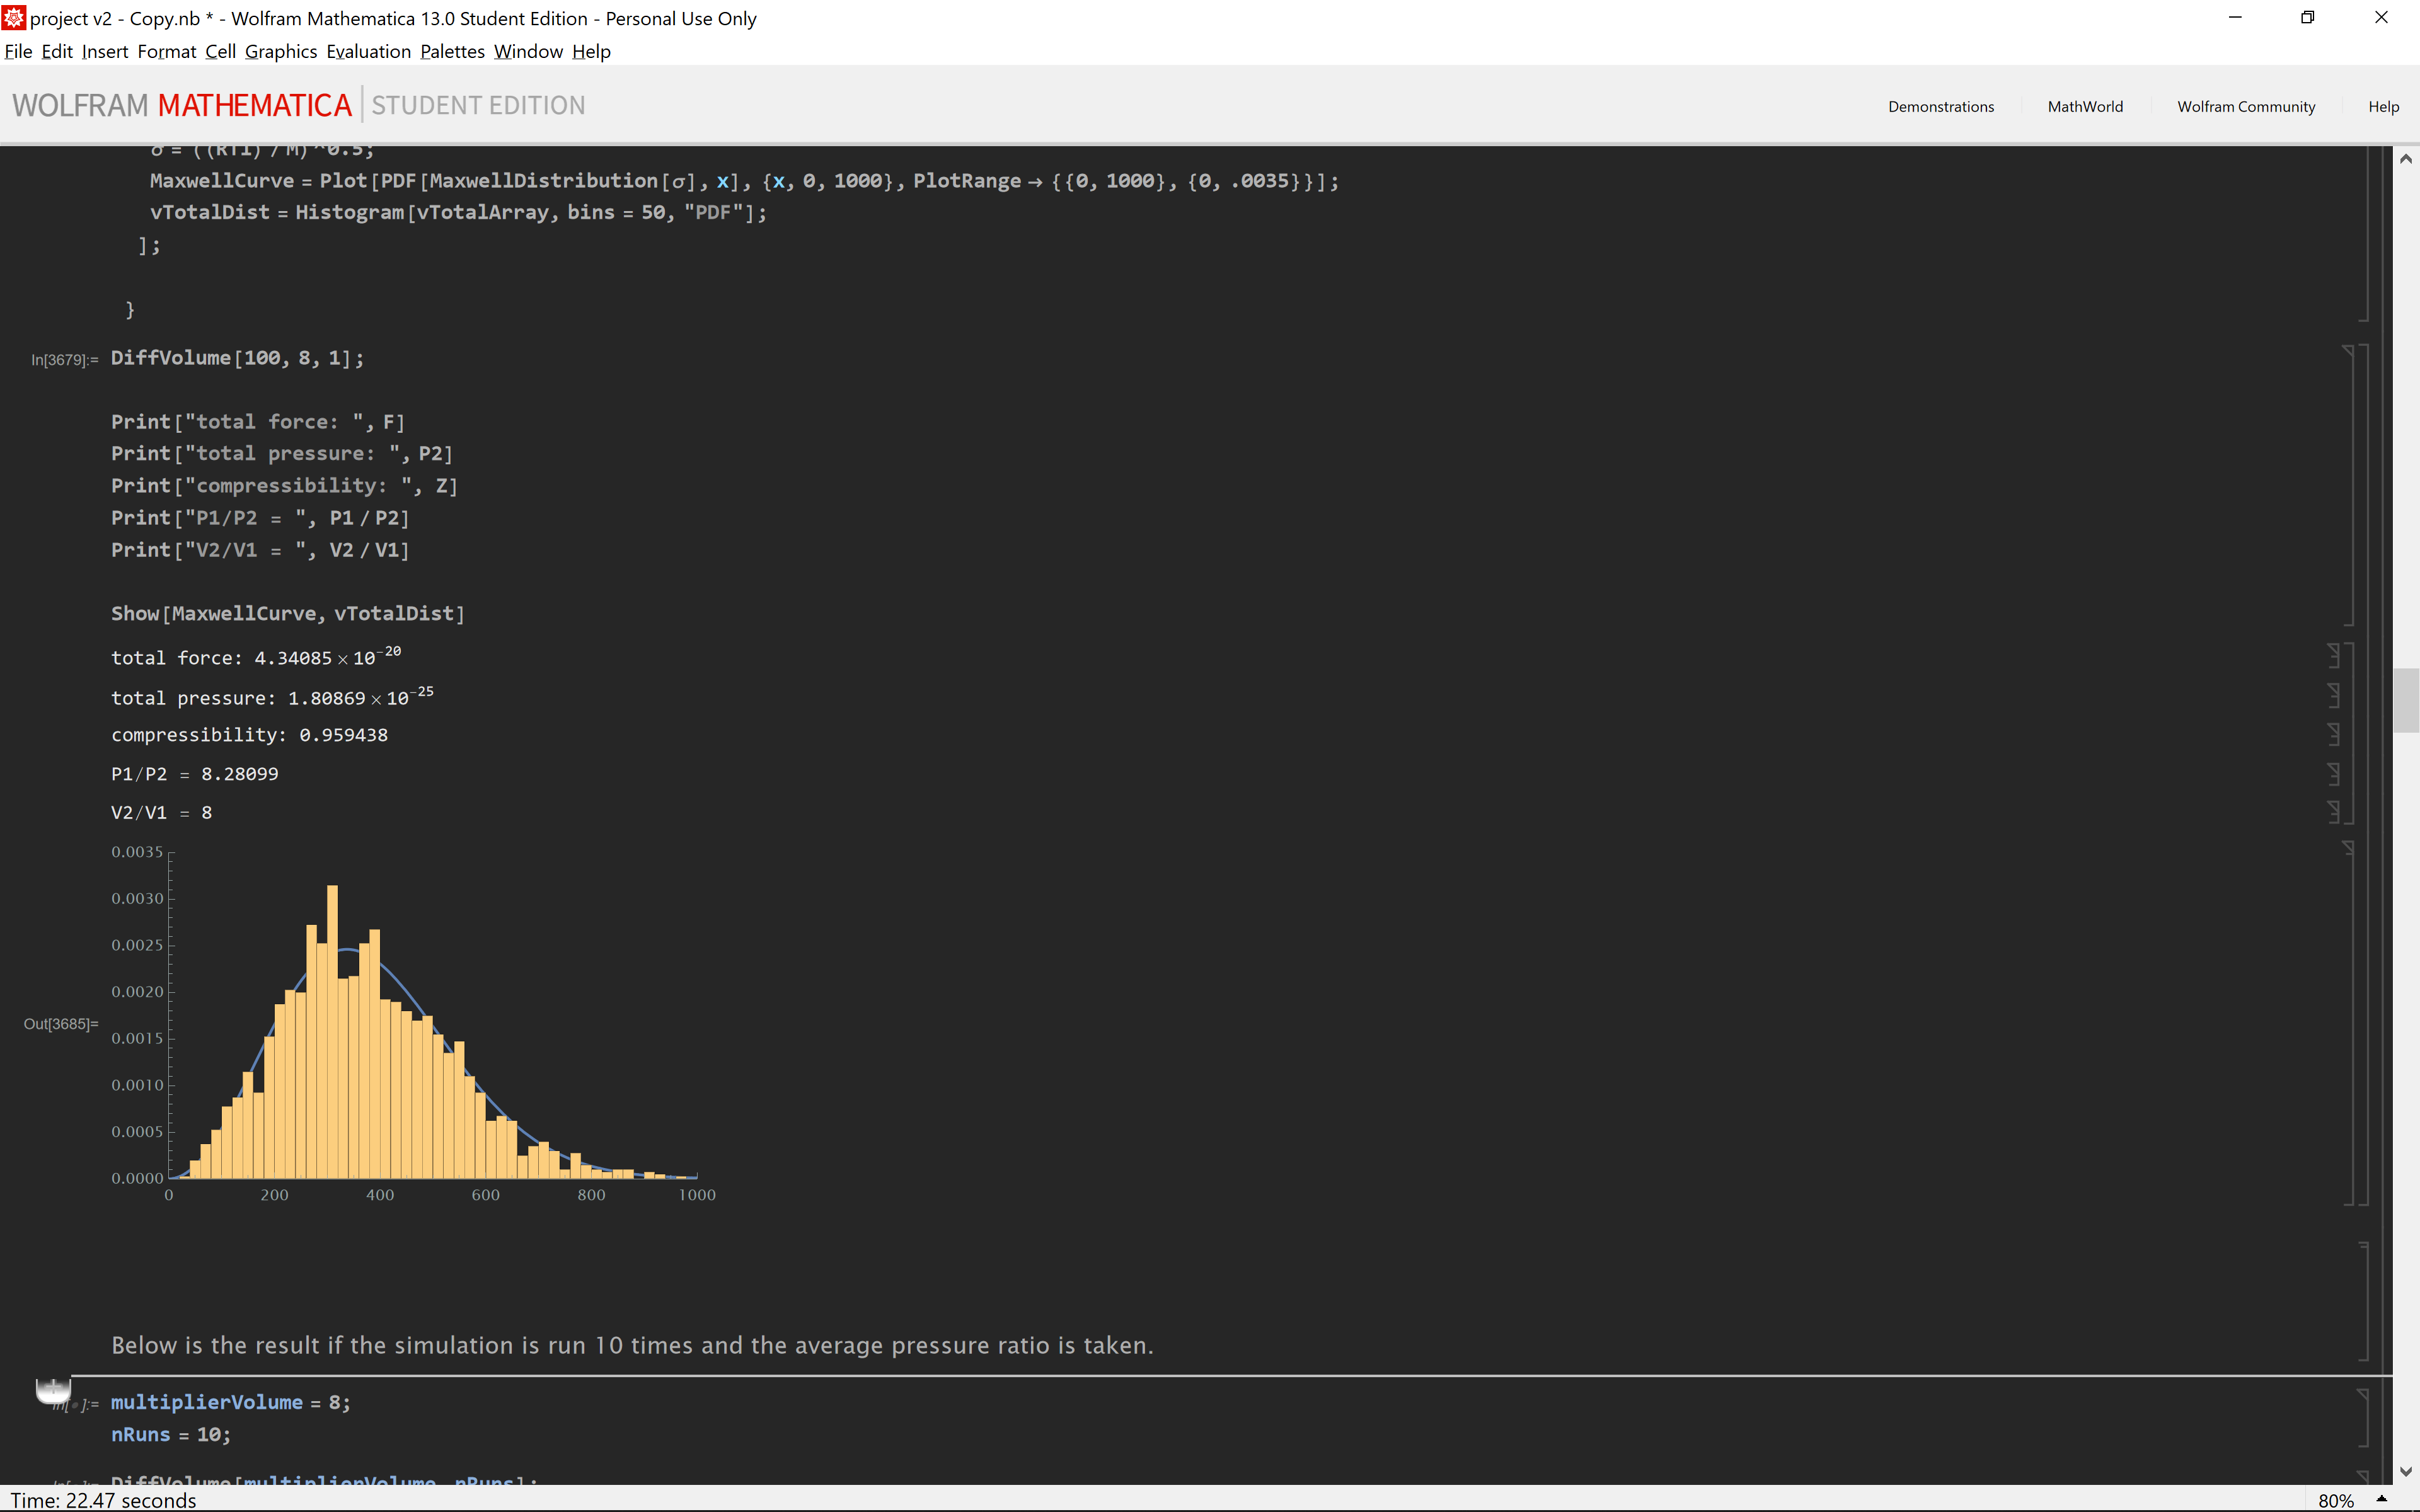 project v2 - Copy.nb * - Wolfram Mathematica 13.0 Student Edition - Personal Use Only
File Edit Insert Format Cell Graphics Evaluation Palettes Window Help
WOLFRAM MATHEMATICA STUDENT EDITION
Demonstrations MathWorld Wolfram Community Help
σ = ((RT1) / M)^0.5;
MaxwellCurve = Plot[PDF[MaxwellDistribution[σ], x], {x, 0, 1000}, PlotRange → {{0, 1000}, {0, .0035}}];
vTotalDist = Histogram[vTotalArray, bins = 50, "PDF"];
];
}
In[3679]:= DiffVolume[100, 8, 1];
Print["total force: ", F]
Print["total pressure: ", P2]
Print["compressibility: ", Z]
Print["P1/P2 = ", P1 / P2]
Print["V2/V1 = ", V2 / V1]
Show[MaxwellCurve, vTotalDist]
total force: 4.34085 × 10^-20
total pressure: 1.80869 × 10^-25
compressibility: 0.959438
P1/P2 = 8.28099
V2/V1 = 8
0.0035
0.0030
0.0025
0.0020
Out[3685]=
0.0015
0.0010
0.0005
0.0000
0 200 400 600 800 1000
Below is the result if the simulation is run 10 times and the average pressure ratio is taken.
In[•]:= multiplierVolume = 8;
nRuns = 10;
DiffVolume[multiplierVolume, nRuns];
Time: 22.47 seconds
80%